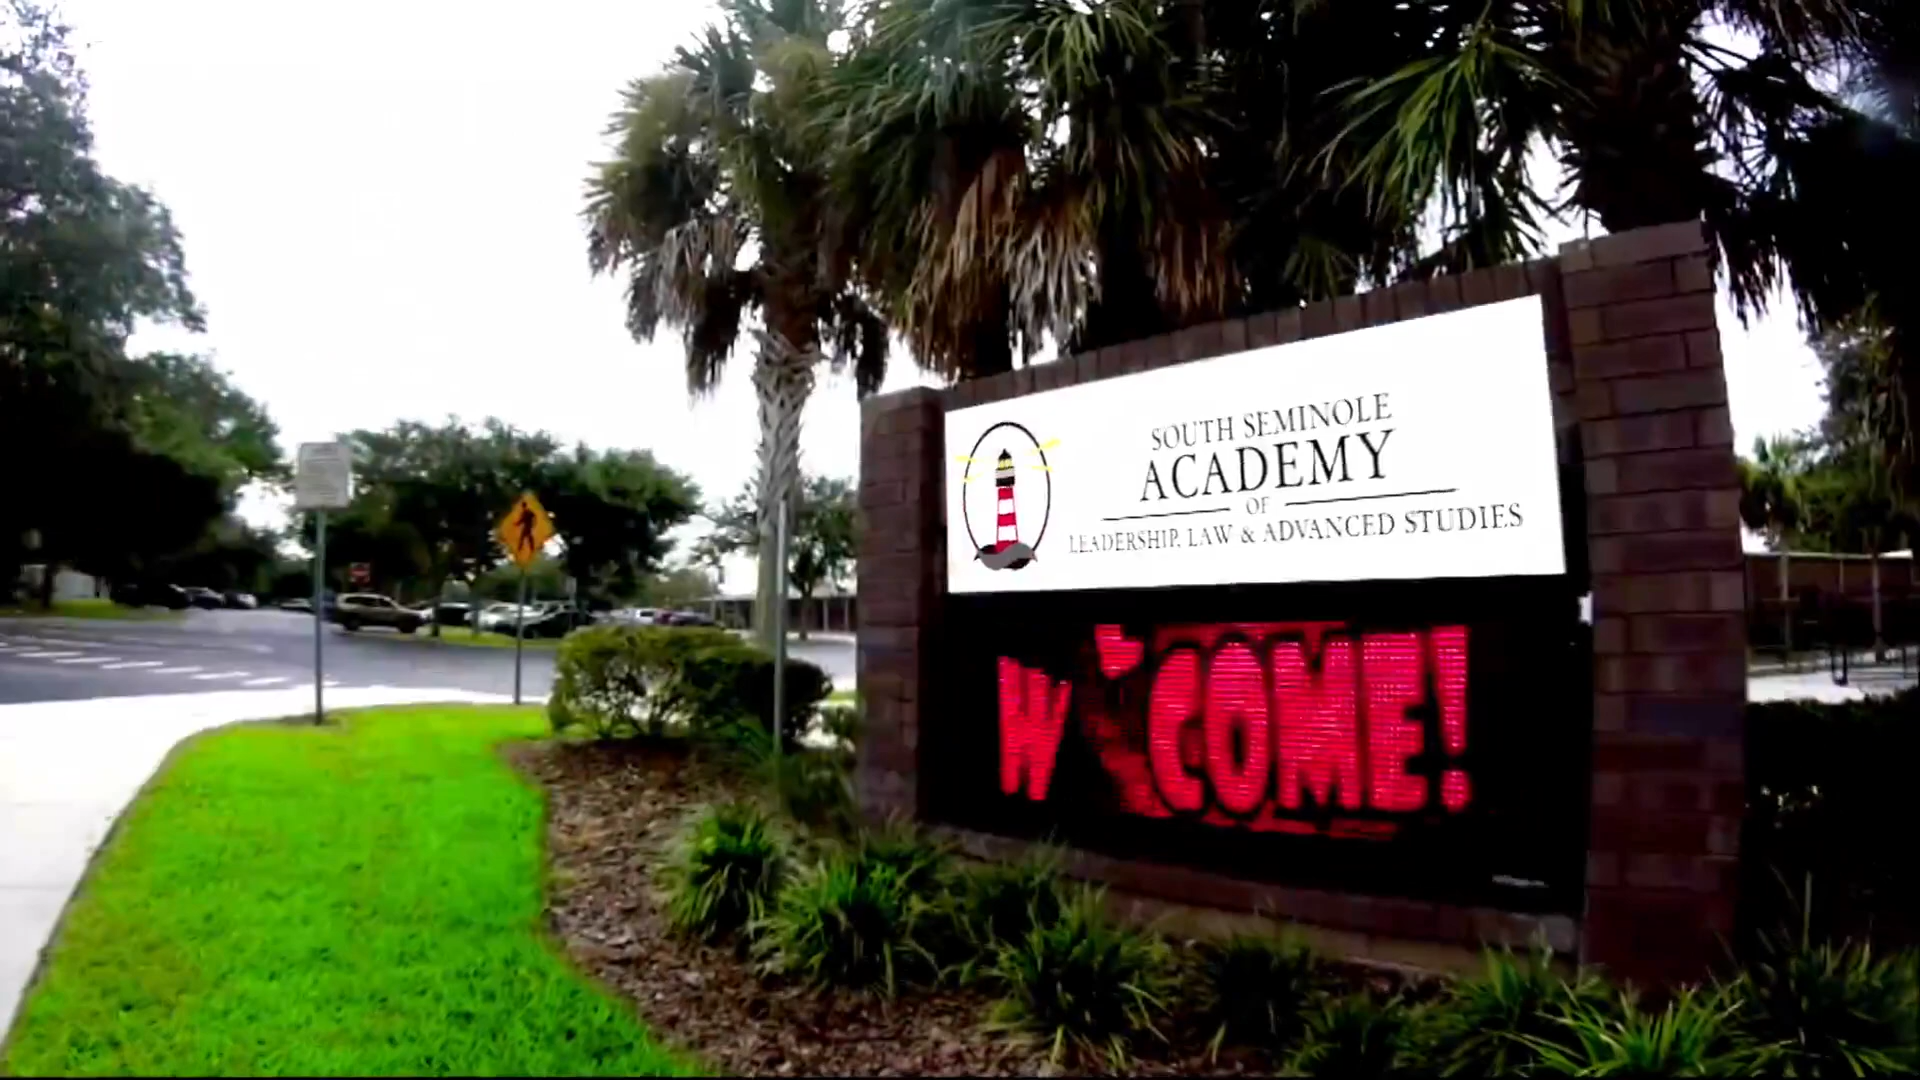 SOUTH SEMINOLE
ACADEMY
OF
LEADERSHIP, LAW & ADVANCED STUDIES